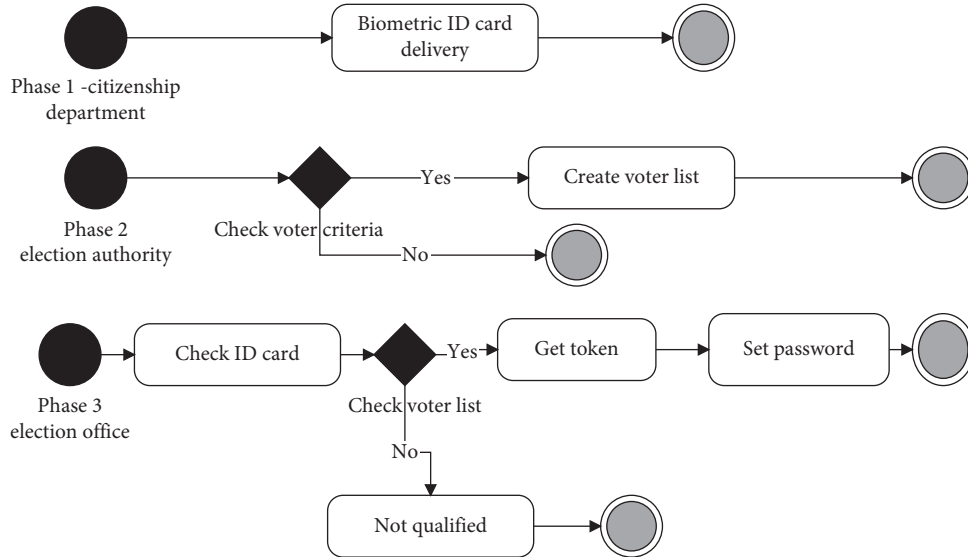 Biometric ID card
delivery
Phase 1 -citizenship
department
Yes
Create voter list
Phase 2
election authority
Check voter criteria
No
Check ID card
Yes
Get token
Set password
Phase 3
election office
Check voter list
No
Not qualified